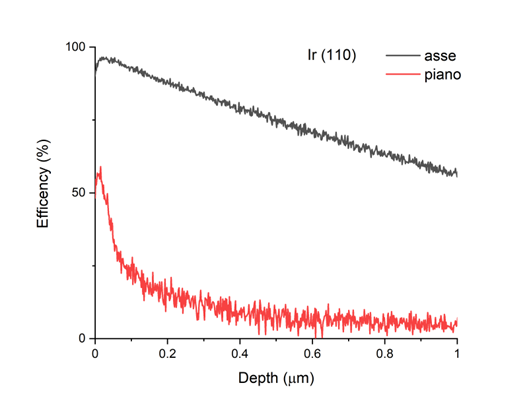 Ir (110)
asse
piano
100
50
0
Efficency (%)
0
0.2
0.4
0.6
0.8
1
Depth (μm)